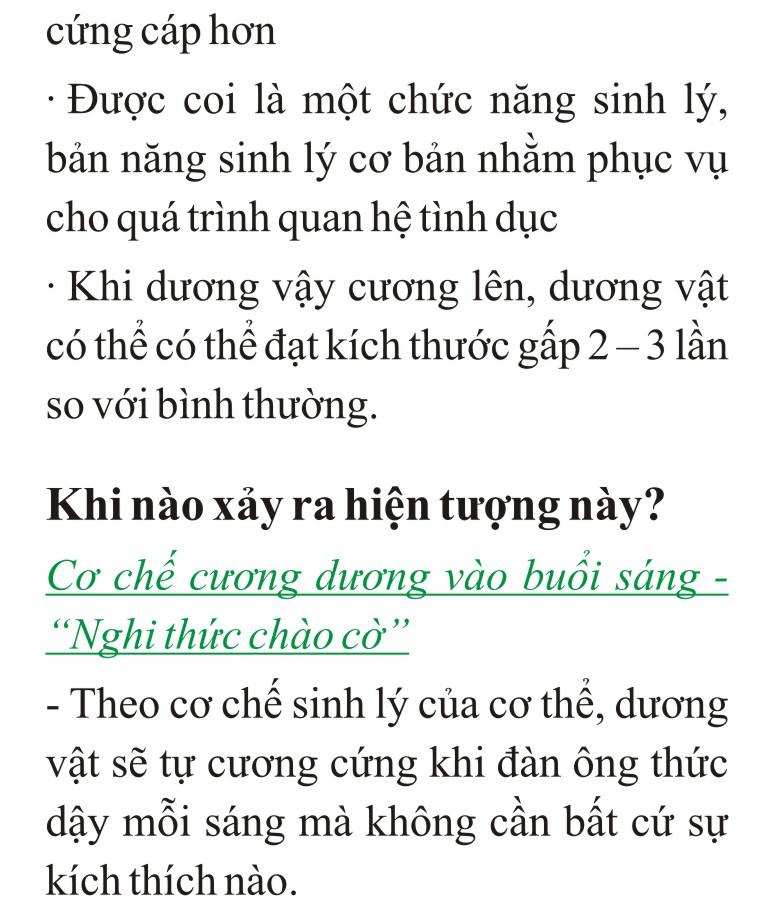 cứng cáp hơn
· Được coi là một chức năng sinh lý,
bản năng sinh lý cơ bản nhằm phục vụ
cho quá trình quan hệ tình dục
· Khi dương vậy cương lên, dương vật
có thể có thể đạt kích thước gấp 2 – 3 lần
so với bình thường.
Khi nào xảy ra hiện tượng này?
Cơ chế cương dương vào buổi sáng -
“Nghi thức chào cờ”
- Theo cơ chế sinh lý của cơ thể, dương
vật sẽ tự cương cứng khi đàn ông thức
dậy mỗi sáng mà không cần bất cứ sự
kích thích nào.